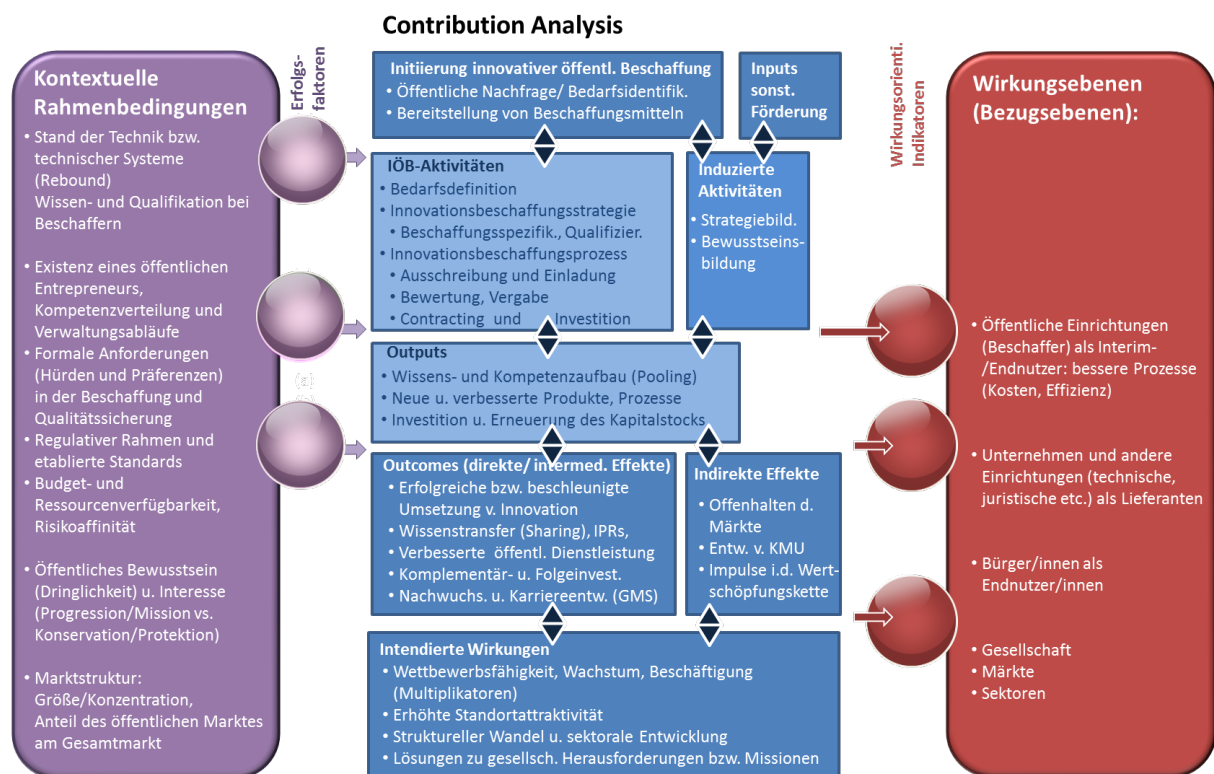 Contribution Analysis
Kontextuelle
Rahmenbedingungen
• Stand der Technik bzw.
technischer Systeme
(Rebound)
Wissen- und Qualifikation bei
Beschaffern
• Existenz eines öffentlichen
Entrepreneurs,
Kompetenzverteilung und
Verwaltungsabläufe
• Formale Anforderungen
(Hürden und Präferenzen)
in der Beschaffung und
Qualitätssicherung
• Regulativer Rahmen und
etablierte Standards
• Budget- und
Ressourcenverfügbarkeit,
Risikoaffinität
• Öffentliches Bewusstsein
(Dringlichkeit) u. Interesse
(Progression/Mission vs.
Konservation/Protektion)
• Marktstruktur:
Größe/Konzentration,
Anteil des öffentlichen Marktes
am Gesamtmarkt
Erfolgs-
faktoren
Initiierung innovativer öffentl. Beschaffung
• Öffentliche Nachfrage/ Bedarfsidentifik.
• Bereitstellung von Beschaffungsmitteln
Inputs
sonst.
Förderung
IÖB-Aktivitäten
• Bedarfsdefinition
• Innovationsbeschaffungsstrategie
• Beschaffungsspezifik., Qualifizier.
• Innovationsbeschaffungsprozess
• Ausschreibung und Einladung
• Bewertung, Vergabe
• Contracting und Investition
Induzierte
Aktivitäten
• Strategiebild.
• Bewusstseins-
bildung
Outputs
• Wissens- und Kompetenzaufbau (Pooling)
• Neue u. verbesserte Produkte, Prozesse
• Investition u. Erneuerung des Kapitalstocks
Outcomes (direkte/ intermed. Effekte)
• Erfolgreiche bzw. beschleunigte
Umsetzung v. Innovation
• Wissenstransfer (Sharing), IPRs,
• Verbesserte öffentl. Dienstleistung
• Komplementär- u. Folgeinvest.
• Nachwuchs. u. Karriereentw. (GMS)
Indirekte Effekte
• Offenhalten d.
Märkte
• Entw. v. KMU
• Impulse i.d. Wert-
schöpfungskette
Intendierte Wirkungen
• Wettbewerbsfähigkeit, Wachstum, Beschäftigung
(Multiplikatoren)
• Erhöhte Standortattraktivität
• Struktureller Wandel u. sektorale Entwicklung
• Lösungen zu gesellsch. Herausforderungen bzw. Missionen
Wirkungsorienti.
Indikatoren
Wirkungsebenen
(Bezugsebenen):
• Öffentliche Einrichtungen
(Beschaffer) als Interim-
/Endnutzer: bessere Prozesse
(Kosten, Effizienz)
• Unternehmen und andere
Einrichtungen (technische,
juristische etc.) als Lieferanten
• Bürger/innen als
Endnutzer/innen
• Gesellschaft
• Märkte
• Sektoren